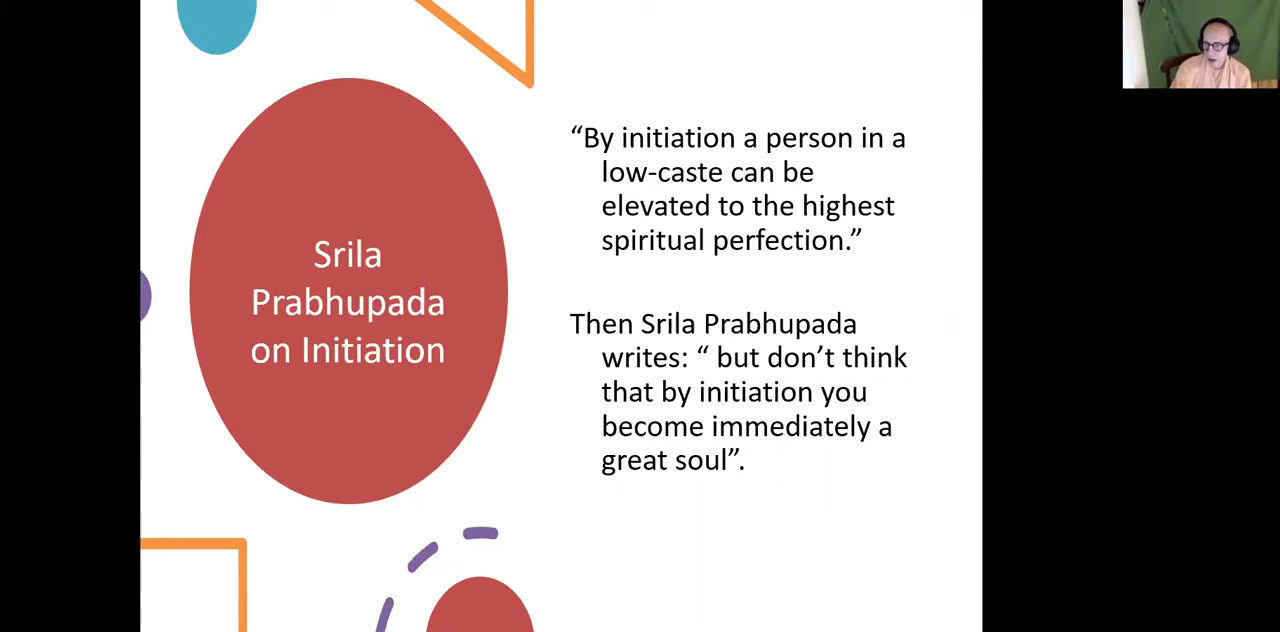 Srila
Prabhupada
on Initiation
“By initiation a person in a
low-caste can be
elevated to the highest
spiritual perfection.”
Then Srila Prabhupada
writes: “ but don’t think
that by initiation you
become immediately a
great soul”.